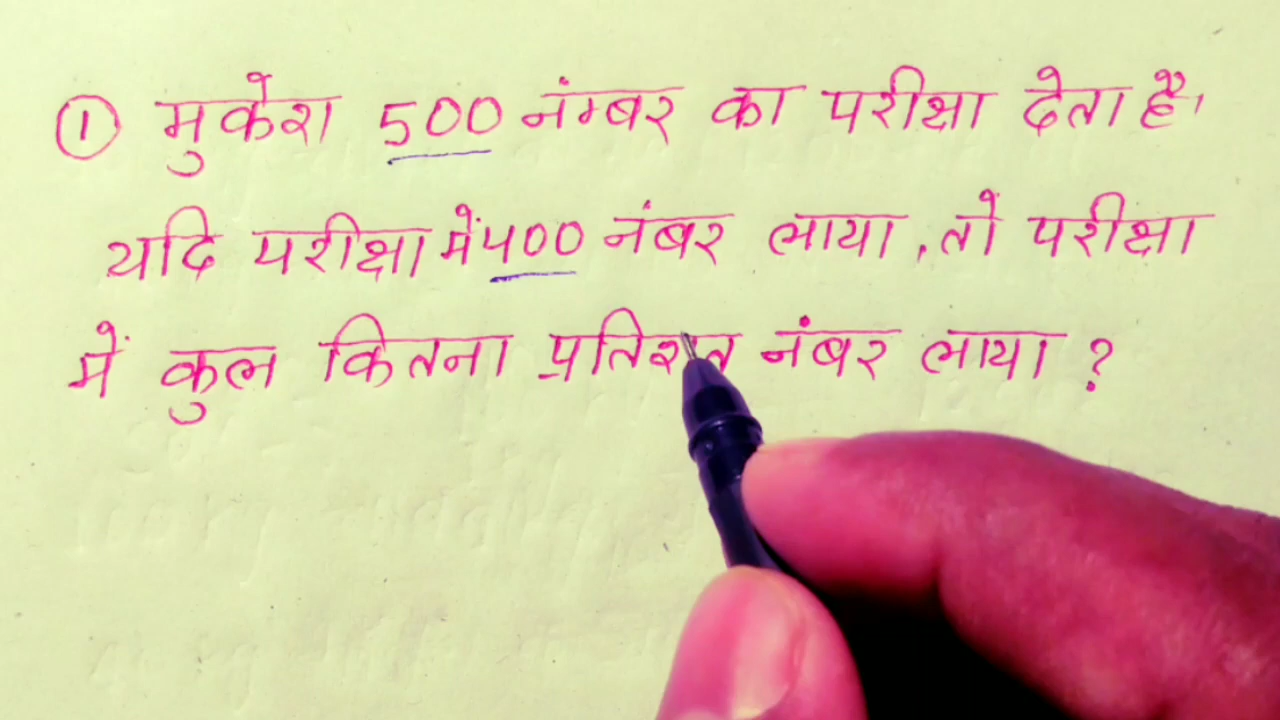 ① मुकेश 500 नंम्बर का परीक्षा देता है।
यदि परीक्षा में 400 नंबर लाया, तो परीक्षा
में कुल कितना प्रतिशत नंबर लाया ?